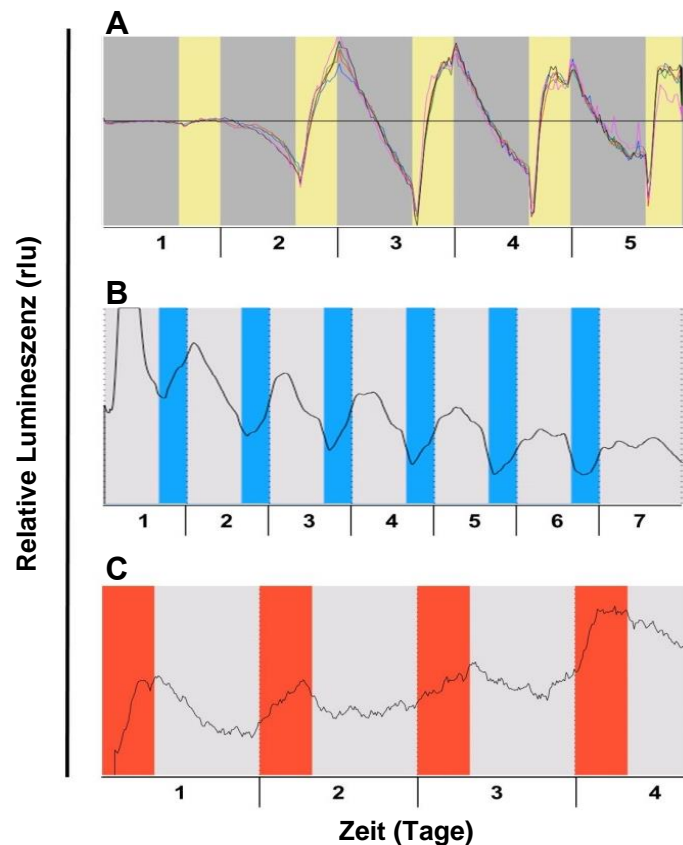 A
1 2 3 4 5
B
1 2 3 4 5 6 7
C
1 2 3 4
Relative Lumineszenz (rlu)
Zeit (Tage)